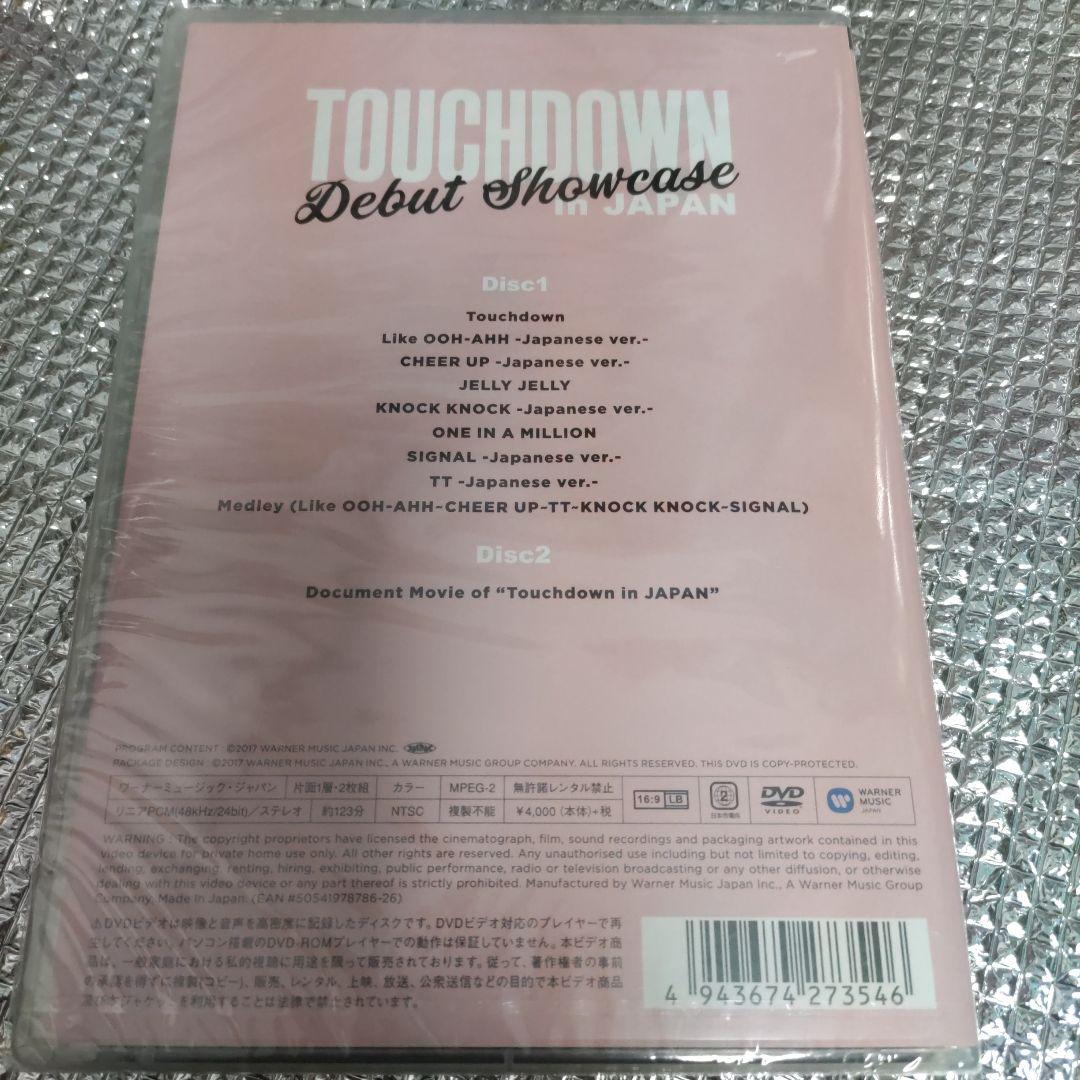 TOUCHDOWN
Debut Showcase
in JAPAN
Disc1
Touchdown
Like OOH-AHH -Japanese ver.-
CHEER UP -Japanese ver.-
JELLY JELLY
KNOCK KNOCK -Japanese ver.-
ONE IN A MILLION
SIGNAL -Japanese ver.-
TT -Japanese ver.-
Medley (Like OOH-AHH~CHEER UP~TT~KNOCK KNOCK~SIGNAL)
Disc2
Document Movie of “Touchdown in JAPAN”
PROGRAM CONTENT : ©2017 WARNER MUSIC JAPAN INC.
PACKAGE DESIGN : ©2017 WARNER MUSIC JAPAN INC., A WARNER MUSIC GROUP COMPANY. ALL RIGHTS RESERVED. THIS DVD IS COPY-PROTECTED.
ワーナーミュージック・ジャパン 片面1層・2枚組 カラー MPEG-2 無許諾レンタル禁止
リニアPCM(48kHz/24bit)/ステレオ 約123分 NTSC 複製不能 ¥4,000 (本体)+税
16:9 LB
2
日本市場向
DVD
VIDEO
WARNER
MUSIC
JAPAN
WARNING : The copyright proprietors have licensed the cinematograph, film, sound recordings and packaging artwork contained in this
video device for private home use only. All other rights are reserved. Any unauthorised use including but not limited to copying, editing,
lending, exchanging, renting, hiring, exhibiting, public performance, radio or television broadcasting or any other diffusion, or otherwise
dealing with this video device or any part thereof is strictly prohibited. Manufactured by Warner Music Japan Inc., A Warner Music Group
Company. Made In Japan. (EAN #50541978786-26)
⚠DVDビデオは映像と音声を高密度に記録したディスクです。DVDビデオ対応のプレイヤーで再
生してください。パソコン搭載のDVD-ROMプレイヤーでの動作は保証していません。本ビデオ商
品は、一般家庭における私的視聴に用途を限って販売されております。従って、著作権者の事前
の承諾を得ずに複製(コピー)、販売、レンタル、上映、放送、公衆送信などの目的で本ビデオ商品
及び本ジャケットを利用することは法律で禁止されています。
4 943674 273546